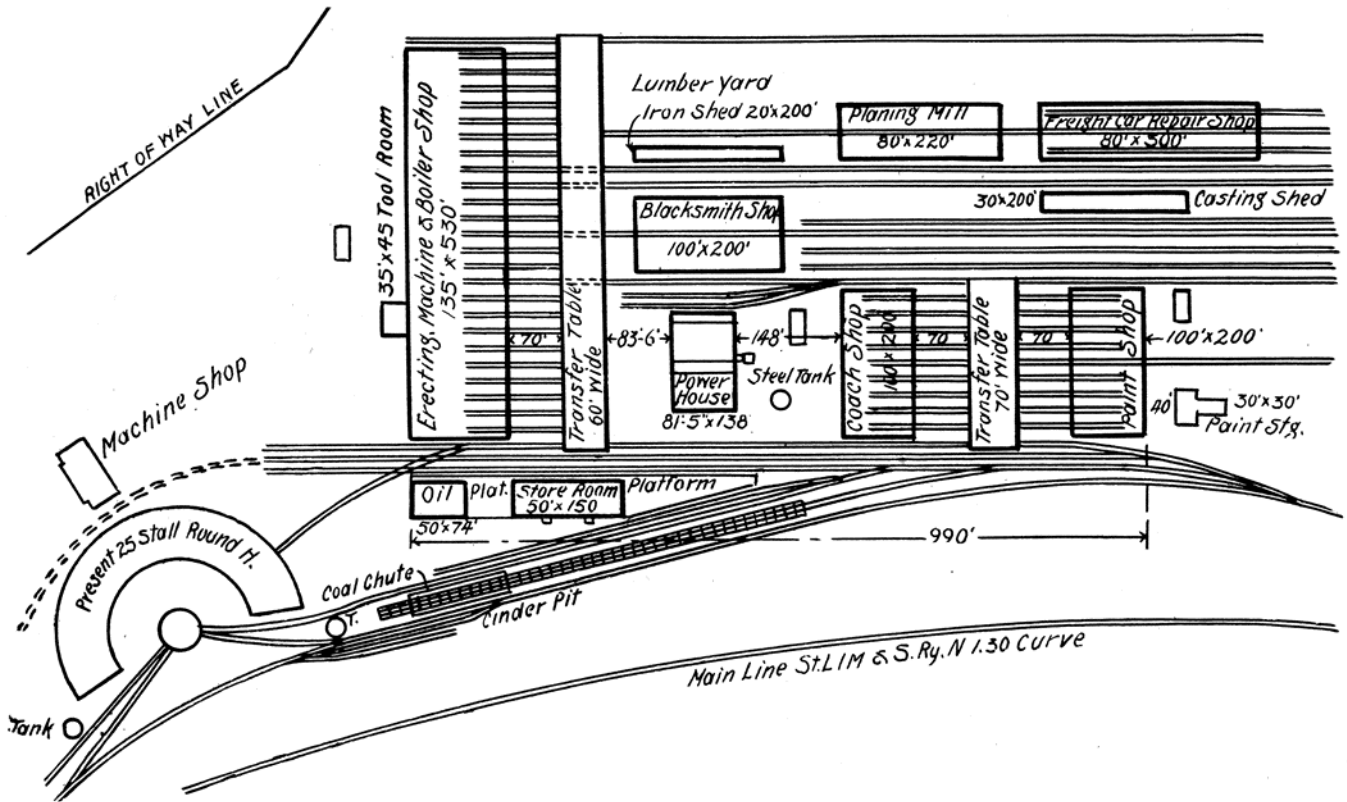 RIGHT OF WAY LINE
35'x45 Tool Room
Erecting, Machine & Boiler Shop
135' x 530'
Lumber Yard
Iron Shed 20'x200'
Planing Mill
80'x220'
Freight Car Repair Shop
80' x 300'
30'x200'
Casting Shed
Blacksmith Shop
100'x200'
70'
Transfer Table
60' Wide
83'-6"
148'
Power
House
81'-5"x138'
Steel Tank
Coach Shop
100'x200'
70
Transfer Table
70' Wide
70
Paint Shop
100'x200'
40'
30'x30'
Paint Stg.
Machine Shop
Present 25 Stall Round H.
Oil
Plat.
Store Room
50'x150
Platform
50'x74'
990'
Coal Chute
T.
Cinder Pit
Main Line St.L I M & S. Ry. N 1.30 Curve
Tank